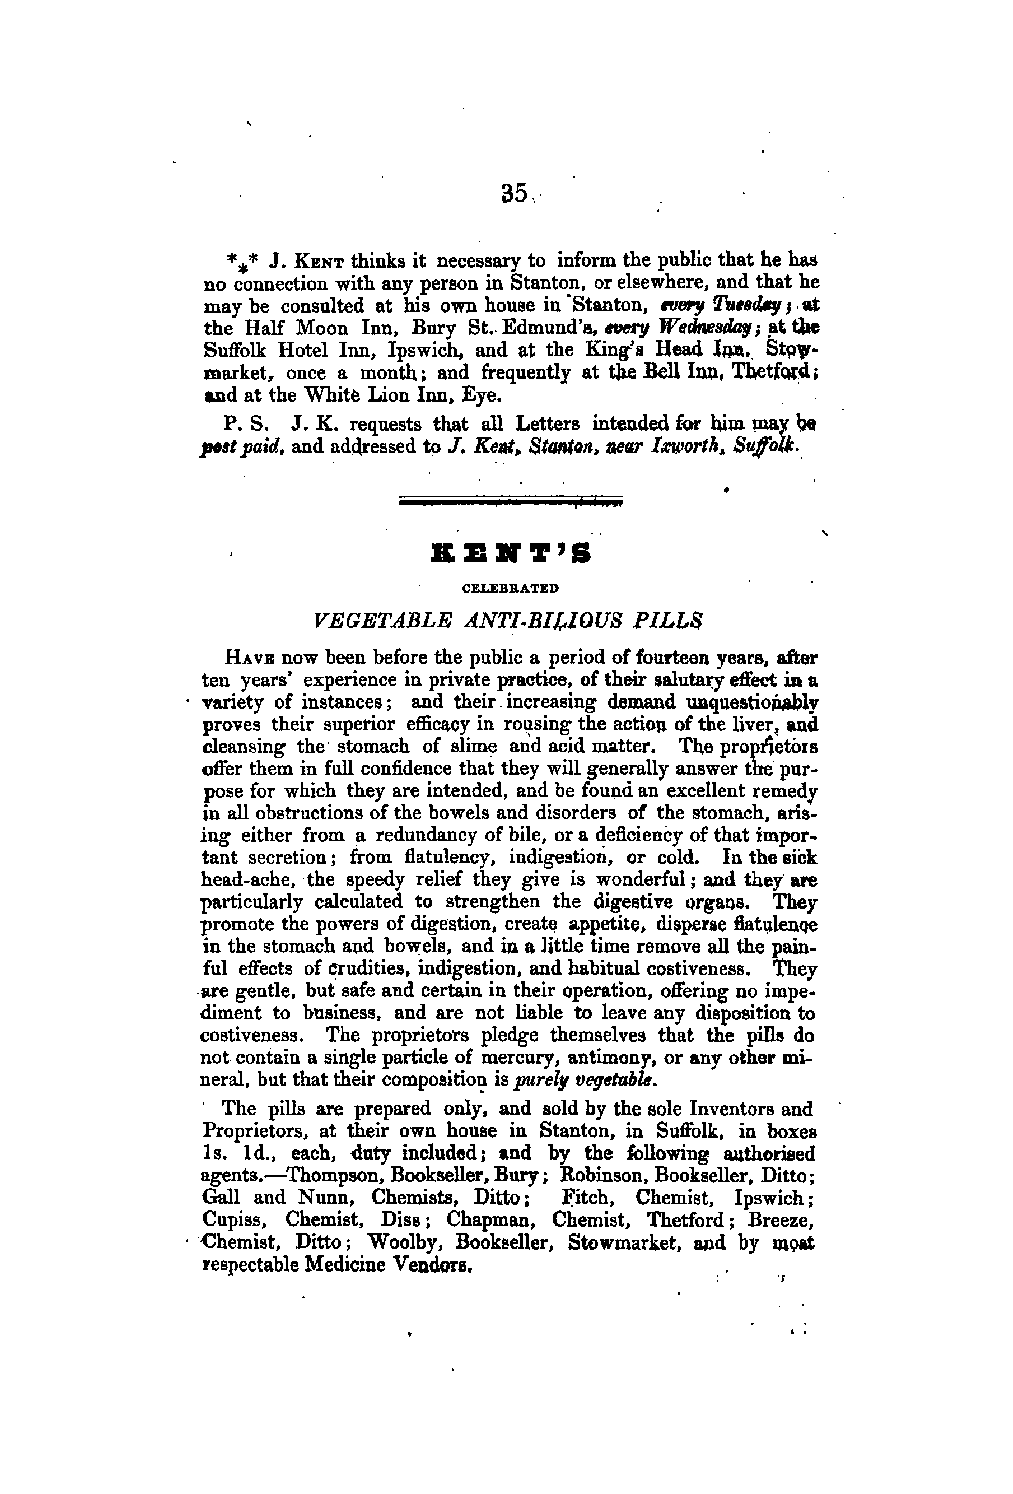 35
*⁎* J. KENT thinks it necessary to inform the public that he has
no connection with any person in Stanton, or elsewhere, and that he
may be consulted at his own house in Stanton, every Tuesday; at
the Half Moon Inn, Bury St. Edmund's, every Wednesday; at the
Suffolk Hotel Inn, Ipswich, and at the King's Head Inn, Stow-
market, once a month; and frequently at the Bell Inn, Thetford;
and at the White Lion Inn, Eye.
P. S. J. K. requests that all Letters intended for him may be
post paid, and addressed to J. Kent, Stanton, near Ixworth, Suffolk.
KENT'S
CELEBRATED
VEGETABLE ANTI-BILIOUS PILLS
HAVE now been before the public a period of fourteen years, after
ten years' experience in private practice, of their salutary effect in a
variety of instances; and their increasing demand unquestionably
proves their superior efficacy in rousing the action of the liver, and
cleansing the stomach of slime and acid matter. The proprietors
offer them in full confidence that they will generally answer the pur-
pose for which they are intended, and be found an excellent remedy
in all obstructions of the bowels and disorders of the stomach, aris-
ing either from a redundancy of bile, or a deficiency of that impor-
tant secretion; from flatulency, indigestion, or cold. In the sick
head-ache, the speedy relief they give is wonderful; and they are
particularly calculated to strengthen the digestive organs. They
promote the powers of digestion, create appetite, disperse flatulence
in the stomach and bowels, and in a little time remove all the pain-
ful effects of crudities, indigestion, and habitual costiveness. They
are gentle, but safe and certain in their operation, offering no impe-
diment to business, and are not liable to leave any disposition to
costiveness. The proprietors pledge themselves that the pills do
not contain a single particle of mercury, antimony, or any other mi-
neral, but that their composition is purely vegetable.
The pills are prepared only, and sold by the sole Inventors and
Proprietors, at their own house in Stanton, in Suffolk, in boxes
1s. 1d., each, duty included; and by the following authorised
agents.—Thompson, Bookseller, Bury; Robinson, Bookseller, Ditto;
Gall and Nunn, Chemists, Ditto; Fitch, Chemist, Ipswich;
Cupiss, Chemist, Diss; Chapman, Chemist, Thetford; Breeze,
Chemist, Ditto; Woolby, Bookseller, Stowmarket, and by most
respectable Medicine Vendors.